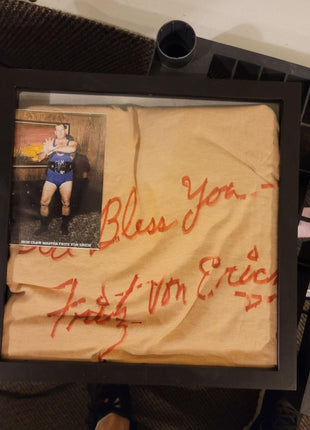 IRON CLAW MASTER FRITZ VON ERICH
Bless You
Fritz Von Erich